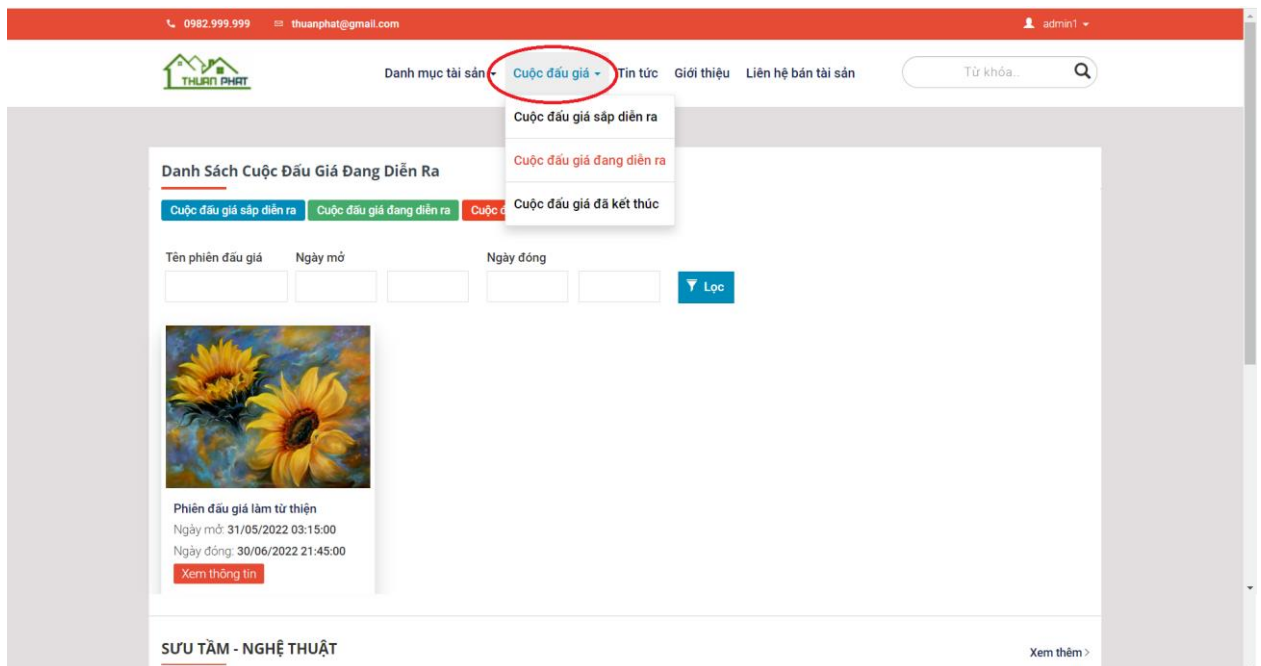 0982.999.999 thuanphat@gmail.com admin1
THUAN PHAT
Danh mục tài sản Cuộc đấu giá Tin tức Giới thiệu Liên hệ bán tài sản Từ khóa...
Cuộc đấu giá sắp diễn ra
Cuộc đấu giá đang diễn ra
Cuộc đấu giá đã kết thúc
Danh Sách Cuộc Đấu Giá Đang Diễn Ra
Cuộc đấu giá sắp diễn ra Cuộc đấu giá đang diễn ra Cuộc
Tên phiên đấu giá Ngày mở Ngày đóng
Lọc
Phiên đấu giá làm từ thiện
Ngày mở: 31/05/2022 03:15:00
Ngày đóng: 30/06/2022 21:45:00
Xem thông tin
SƯU TẦM - NGHỆ THUẬT Xem thêm